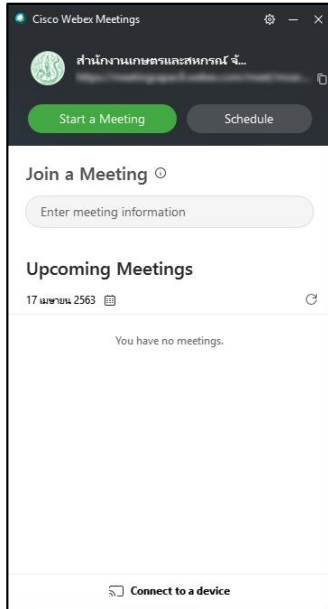 Cisco Webex Meetings
สำนักงานเกษตรและสหกรณ์ จั...
Start a Meeting
Schedule
Join a Meeting
Enter meeting information
Upcoming Meetings
17 เมษายน 2563
You have no meetings.
Connect to a device